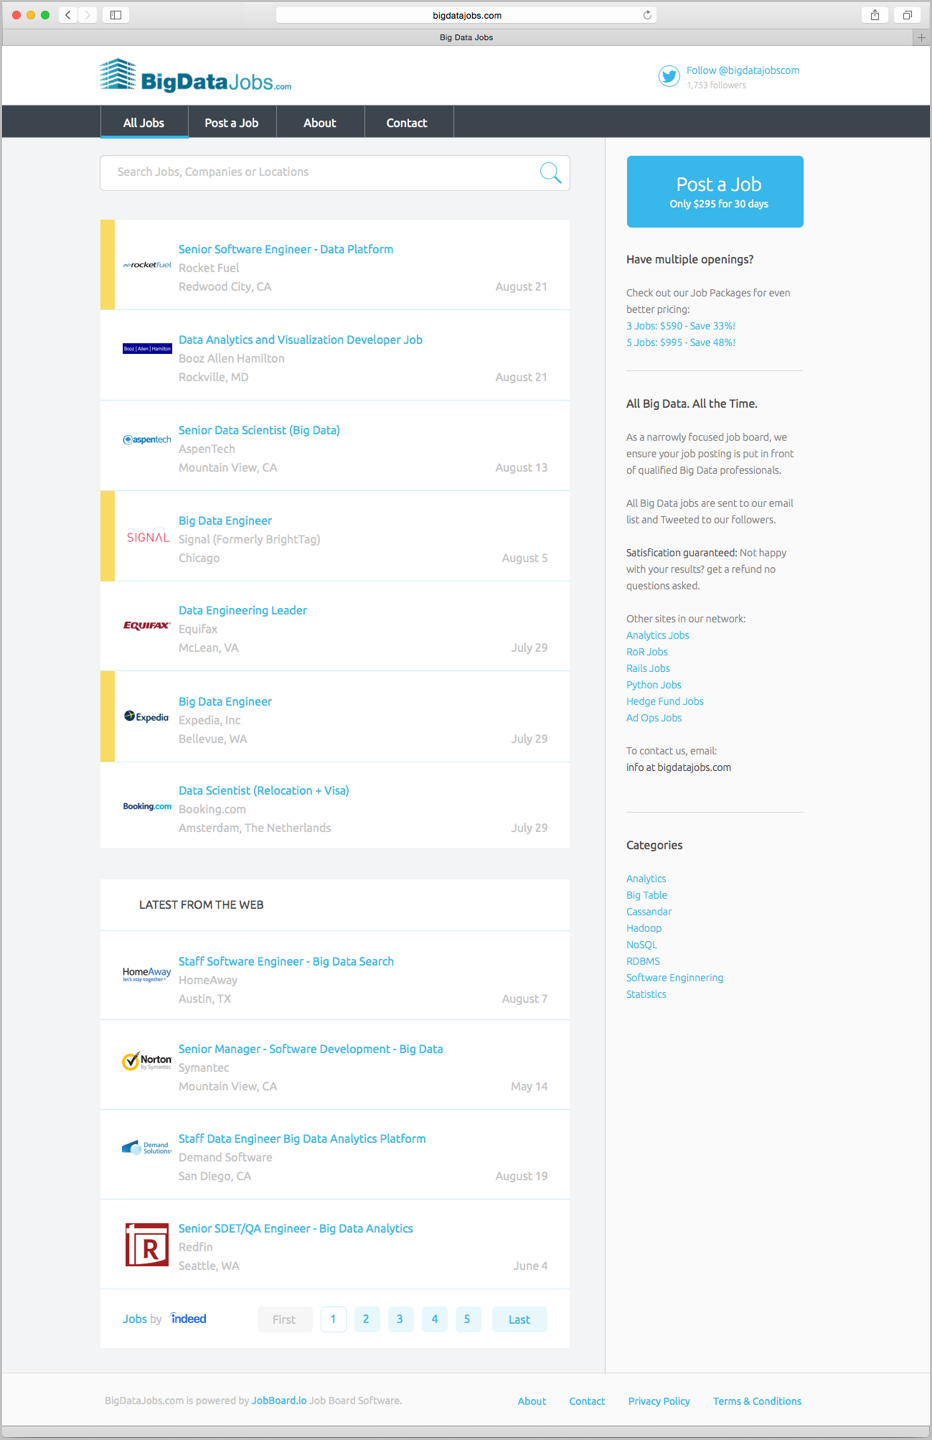 bigdatajobs.com
Big Data Jobs
BigDataJobs.com
Follow @bigdatajobscom
1,753 followers
All Jobs
Post a Job
About
Contact
Search Jobs, Companies or Locations
rocketfuel
Senior Software Engineer - Data Platform
Rocket Fuel
Redwood City, CA
August 21
Booz | Allen | Hamilton
Data Analytics and Visualization Developer Job
Booz Allen Hamilton
Rockville, MD
August 21
aspentech
Senior Data Scientist (Big Data)
AspenTech
Mountain View, CA
August 13
SIGNAL
Big Data Engineer
Signal (Formerly BrightTag)
Chicago
August 5
EQUIFAX
Data Engineering Leader
Equifax
McLean, VA
July 29
Expedia
Big Data Engineer
Expedia, Inc
Bellevue, WA
July 29
Booking.com
Data Scientist (Relocation + Visa)
Booking.com
Amsterdam, The Netherlands
July 29
LATEST FROM THE WEB
HomeAway
let's stay together
Staff Software Engineer - Big Data Search
HomeAway
Austin, TX
August 7
Norton
by Symantec
Senior Manager - Software Development - Big Data
Symantec
Mountain View, CA
May 14
Demand
Solutions
Staff Data Engineer Big Data Analytics Platform
Demand Software
San Diego, CA
August 19
R
Senior SDET/QA Engineer - Big Data Analytics
Redfin
Seattle, WA
June 4
Jobs by indeed
First 1 2 3 4 5 Last
Post a Job
Only $295 for 30 days
Have multiple openings?
Check out our Job Packages for even
better pricing:
3 Jobs: $590 - Save 33%!
5 Jobs: $995 - Save 48%!
All Big Data. All the Time.
As a narrowly focused job board, we
ensure your job posting is put in front
of qualified Big Data professionals.
All Big Data jobs are sent to our email
list and Tweeted to our followers.
Satisfication guaranteed: Not happy
with your results? get a refund no
questions asked.
Other sites in our network:
Analytics Jobs
RoR Jobs
Rails Jobs
Python Jobs
Hedge Fund Jobs
Ad Ops Jobs
To contact us, email:
info at bigdatajobs.com
Categories
Analytics
Big Table
Cassandar
Hadoop
NoSQL
RDBMS
Software Enginnering
Statistics
BigDataJobs.com is powered by JobBoard.io Job Board Software.
About
Contact
Privacy Policy
Terms & Conditions